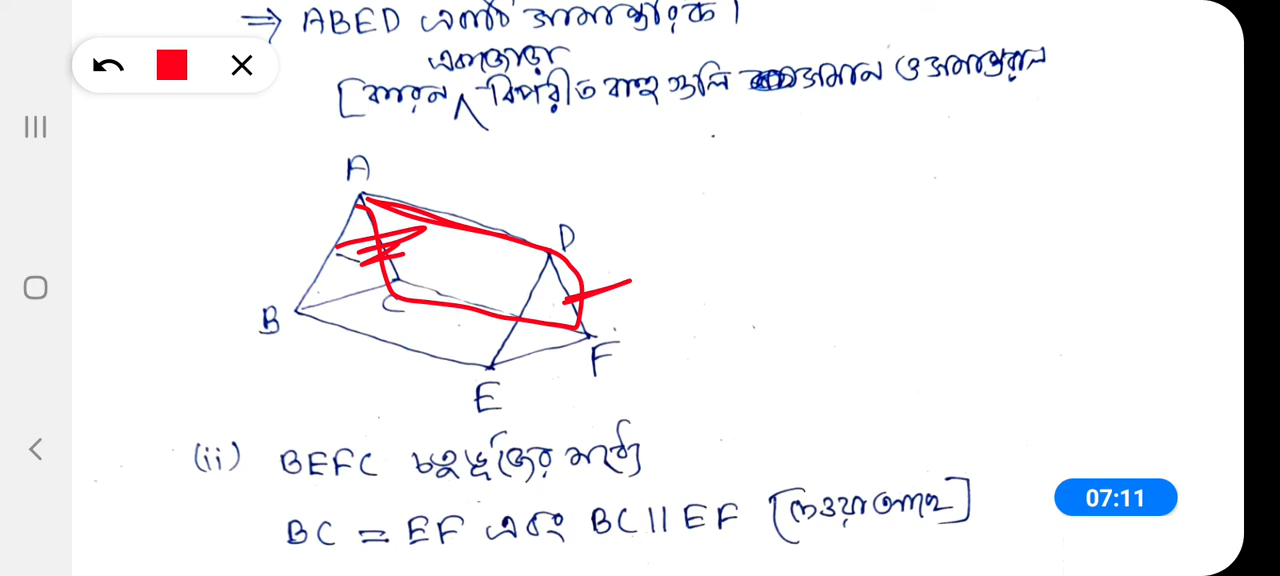 ⇒ ABED একটি সামান্তরিক।
একজোড়া
[কারন ∧ বিপরীত বাহু গুলি সমান ও সমান্তরাল
A
D
B
C
F
E
(ii) BEFC চতুর্ভুজের মধ্যে
BC = EF এবং BC || EF [দেওয়া আছে]
07:11